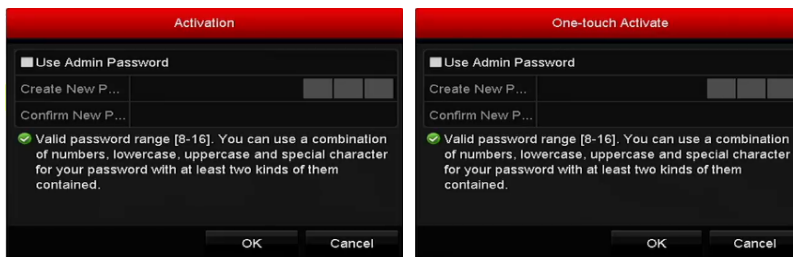 Activation
Use Admin Password
Create New P...
Confirm New P...
Valid password range [8-16]. You can use a combination
of numbers, lowercase, uppercase and special character
for your password with at least two kinds of them
contained.
OK Cancel
One-touch Activate
Use Admin Password
Create New P...
Confirm New P...
Valid password range [8-16]. You can use a combination
of numbers, lowercase, uppercase and special character
for your password with at least two kinds of them
contained.
OK Cancel